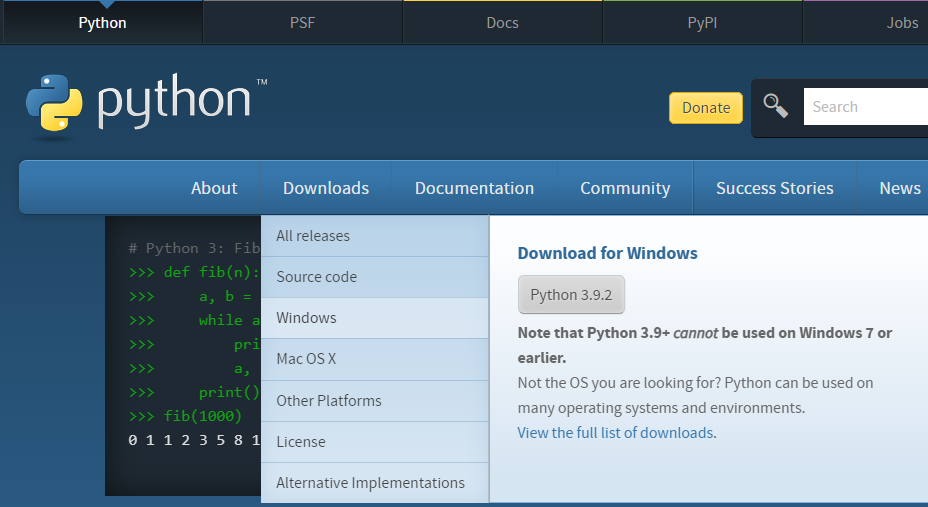 Python PSF Docs PyPI Jobs
python™
Donate Search
About Downloads Documentation Community Success Stories News
# Python 3: Fib
>>> def fib(n):
>>> a, b =
>>> while a
>>> pri
>>> a,
>>> print()
>>> fib(1000)
0 1 1 2 3 5 8 1
All releases
Source code
Windows
Mac OS X
Other Platforms
License
Alternative Implementations
Download for Windows
Python 3.9.2
Note that Python 3.9+ cannot be used on Windows 7 or
earlier.
Not the OS you are looking for? Python can be used on
many operating systems and environments.
View the full list of downloads.